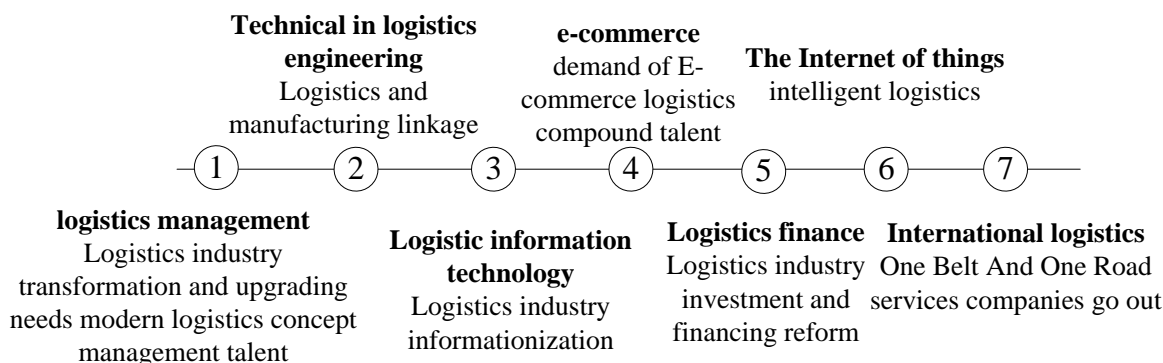 Technical in logistics
engineering
Logistics and
manufacturing linkage
e-commerce
demand of E-
commerce logistics
compound talent
The Internet of things
intelligent logistics
1
2
3
4
5
6
7
logistics management
Logistics industry
transformation and upgrading
needs modern logistics concept
management talent
Logistic information
technology
Logistics industry
informationization
Logistics finance
Logistics industry
investment and
financing reform
International logistics
One Belt And One Road
services companies go out